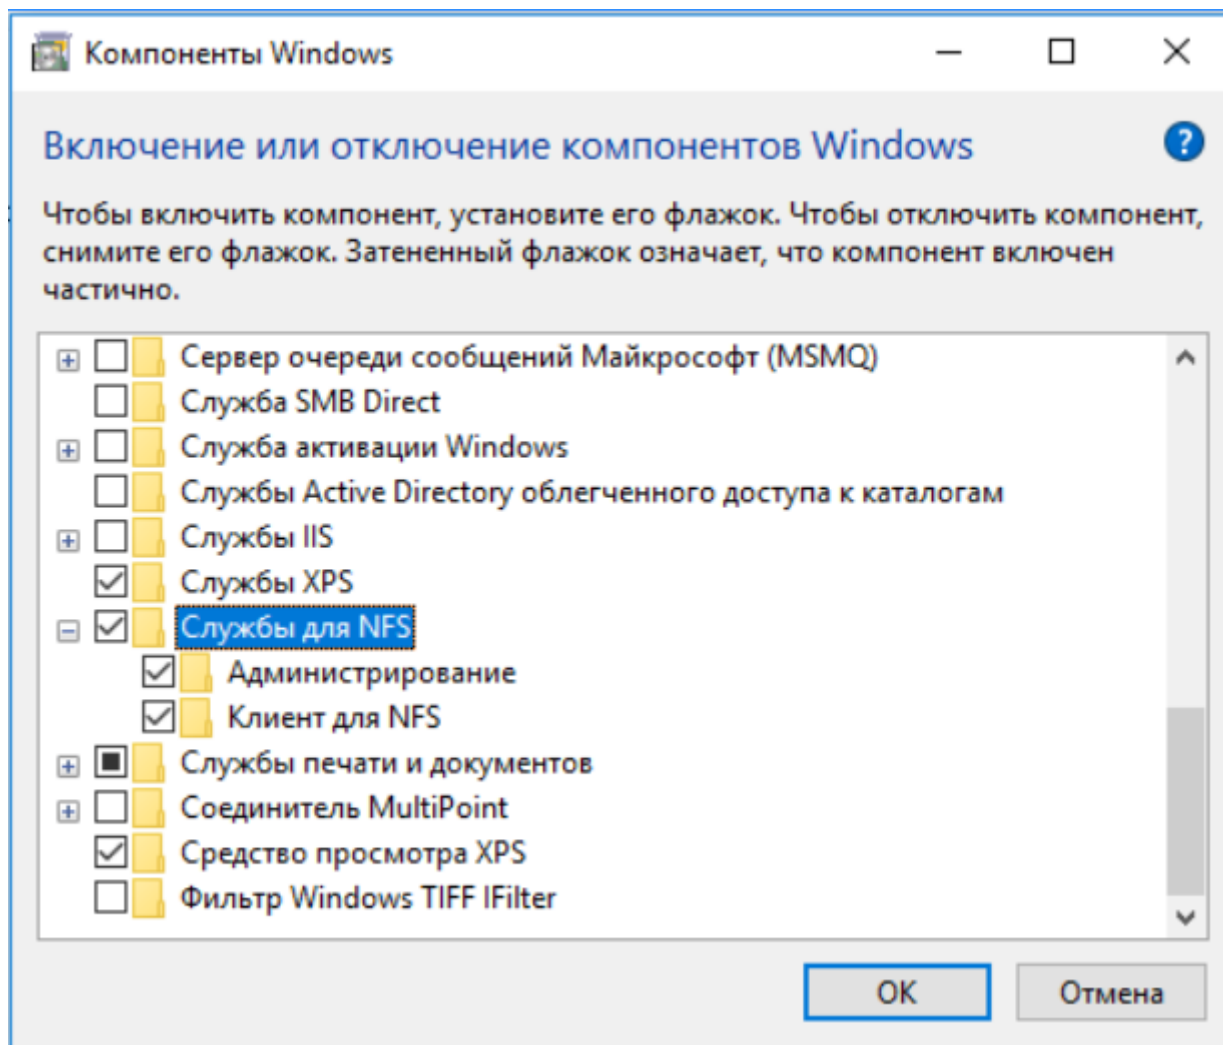 Компоненты Windows
Включение или отключение компонентов Windows
?
Чтобы включить компонент, установите его флажок. Чтобы отключить компонент,
снимите его флажок. Затененный флажок означает, что компонент включен
частично.
Сервер очереди сообщений Майкрософт (MSMQ)
Служба SMB Direct
Служба активации Windows
Службы Active Directory облегченного доступа к каталогам
Службы IIS
Службы XPS
Службы для NFS
Администрирование
Клиент для NFS
Службы печати и документов
Соединитель MultiPoint
Средство просмотра XPS
Фильтр Windows TIFF IFilter
ОК
Отмена